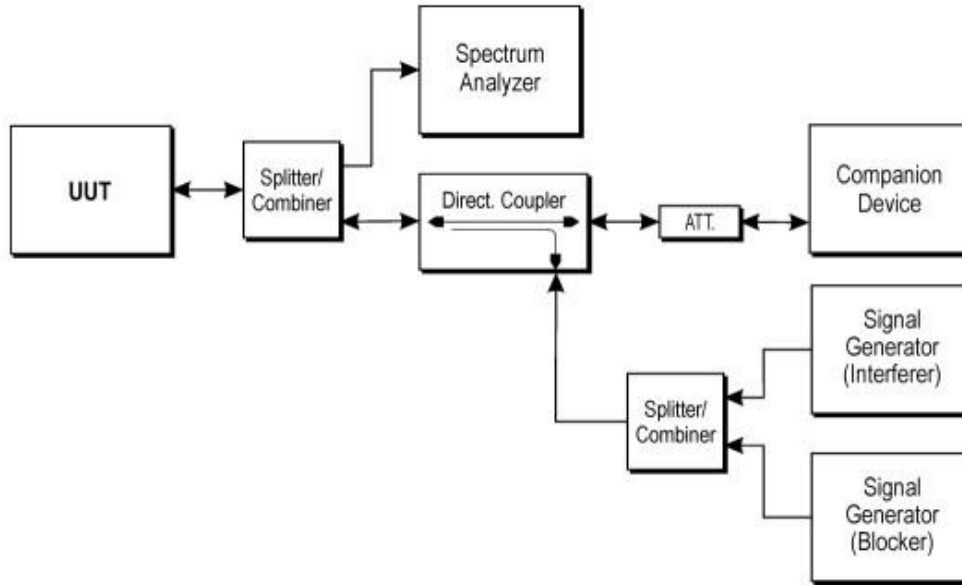 Spectrum
Analyzer
UUT
Splitter/
Combiner
Direct. Coupler
ATT.
Companion
Device
Signal
Generator
(Interferer)
Splitter/
Combiner
Signal
Generator
(Blocker)